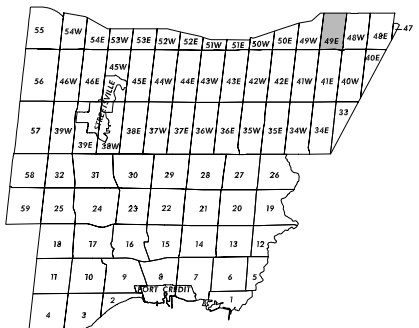 55 54W 54E 53W 53E 52W 52E 51W 51E 50W 50E 49W 49E 48W 48E 47
56 46W 46E 45W 45E 44W 44E 43W 43E 42W 42E 41W 41E 40W 40E
STREETSVILLE
57 39W 39E 38W 38E 37W 37E 36W 36E 35W 35E 34W 34E 33
58 32 31 30 29 28 27 26
59 25 24 23 22 21 20 19
18 17 16 15 14 13 12
11 10 9 8 7 6 5
PORT CREDIT
4 3 2 1